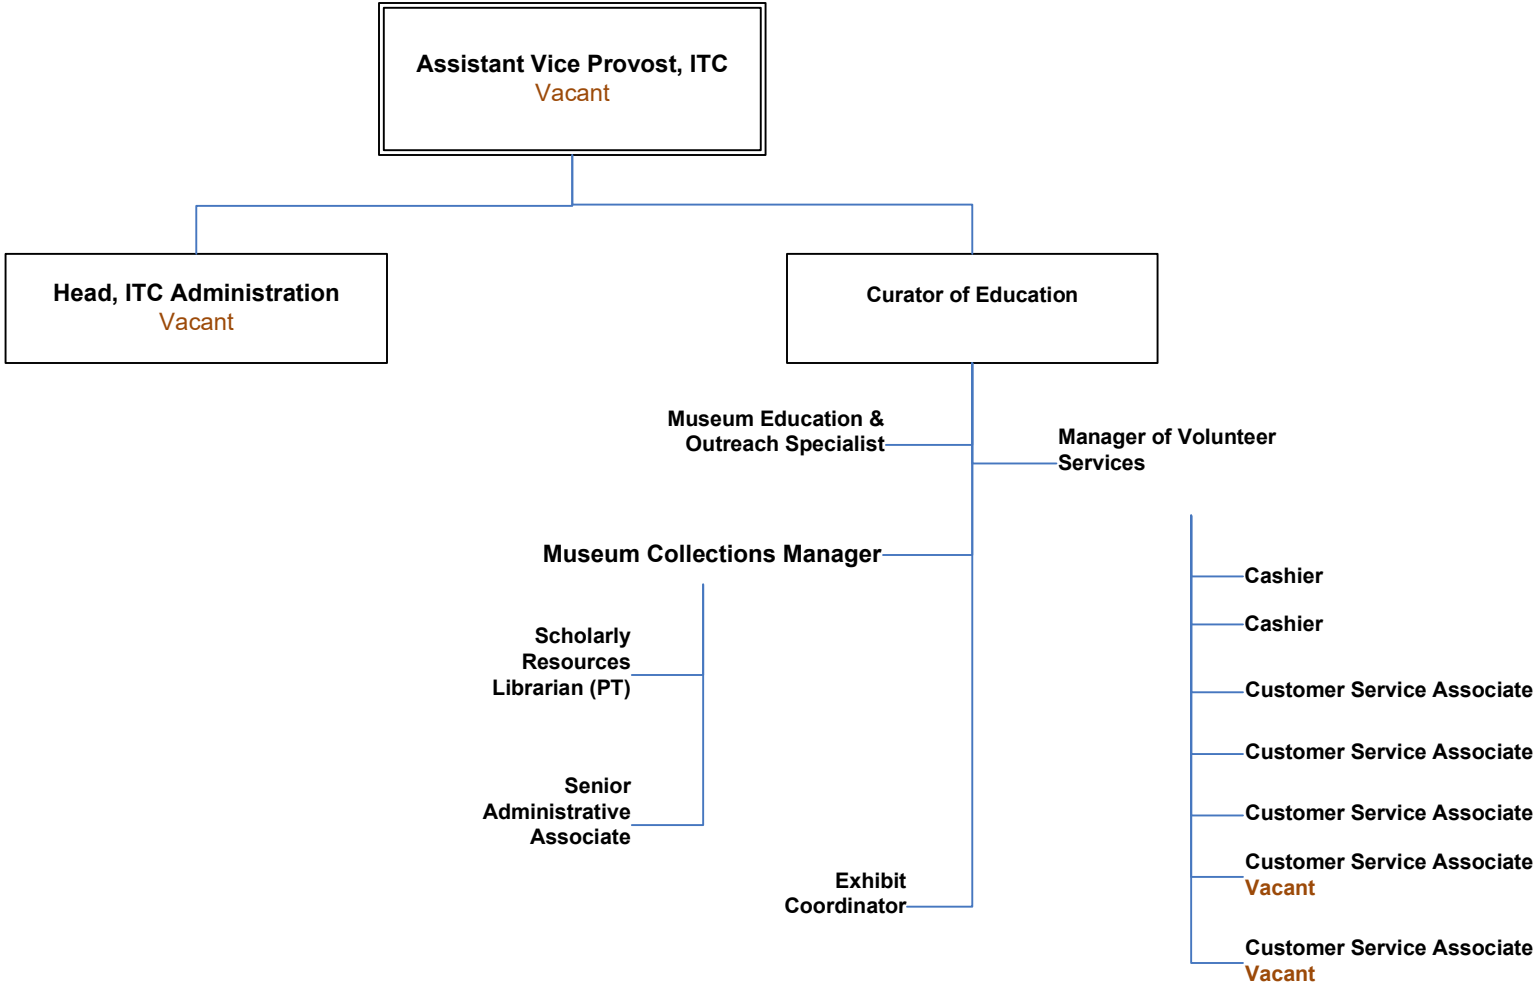 Assistant Vice Provost, ITC
Vacant
Head, ITC Administration
Vacant
Curator of Education
Museum Education &
Outreach Specialist
Manager of Volunteer
Services
Museum Collections Manager
Scholarly
Resources
Librarian (PT)
Senior
Administrative
Associate
Exhibit
Coordinator
Cashier
Cashier
Customer Service Associate
Customer Service Associate
Customer Service Associate
Customer Service Associate
Vacant
Customer Service Associate
Vacant